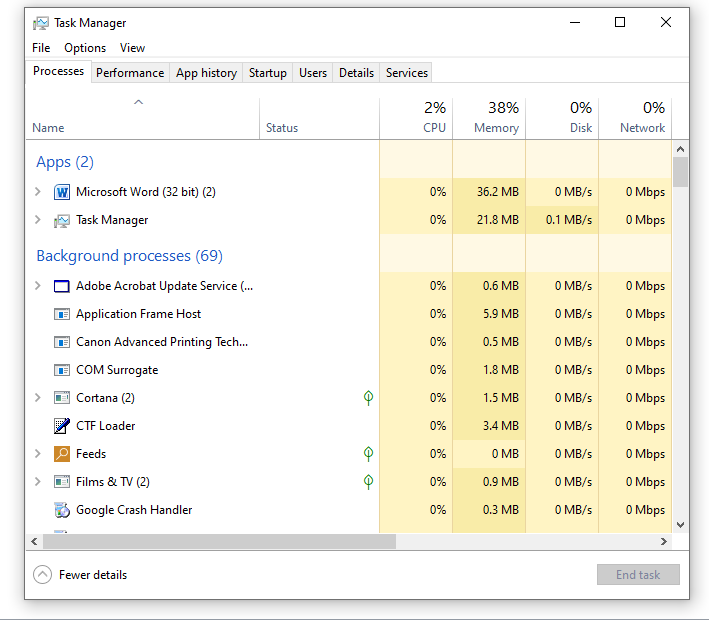 Task Manager
File Options View
Processes Performance App history Startup Users Details Services
2% 38% 0% 0%
Name Status CPU Memory Disk Network
Apps (2)
Microsoft Word (32 bit) (2) 0% 36.2 MB 0 MB/s 0 Mbps
Task Manager 0% 21.8 MB 0.1 MB/s 0 Mbps
Background processes (69)
Adobe Acrobat Update Service (... 0% 0.6 MB 0 MB/s 0 Mbps
Application Frame Host 0% 5.9 MB 0 MB/s 0 Mbps
Canon Advanced Printing Tech... 0% 0.5 MB 0 MB/s 0 Mbps
COM Surrogate 0% 1.8 MB 0 MB/s 0 Mbps
Cortana (2) 0% 1.5 MB 0 MB/s 0 Mbps
CTF Loader 0% 3.4 MB 0 MB/s 0 Mbps
Feeds 0% 0 MB 0 MB/s 0 Mbps
Films & TV (2) 0% 0.9 MB 0 MB/s 0 Mbps
Google Crash Handler 0% 0.3 MB 0 MB/s 0 Mbps
Fewer details End task